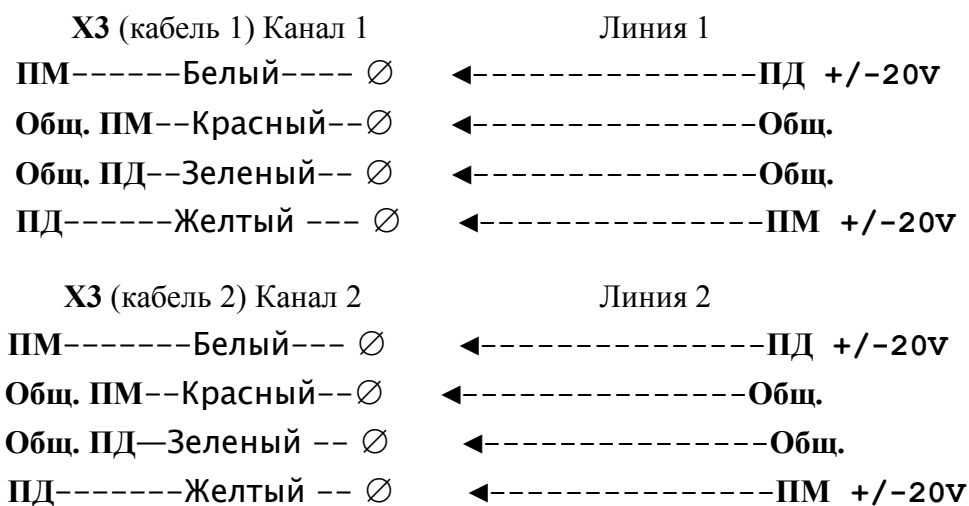 Х3 (кабель 1) Канал 1 Линия 1
ПМ------Белый---- ∅ ◄---------------ПД +/-20V
Общ. ПМ--Красный--∅ ◄---------------Общ.
Общ. ПД--Зеленый-- ∅ ◄---------------Общ.
ПД------Желтый --- ∅ ◄---------------ПМ +/-20V
Х3 (кабель 2) Канал 2 Линия 2
ПМ-------Белый--- ∅ ◄---------------ПД +/-20V
Общ. ПМ--Красный--∅ ◄---------------Общ.
Общ. ПД—Зеленый -- ∅ ◄---------------Общ.
ПД-------Желтый -- ∅ ◄---------------ПМ +/-20V